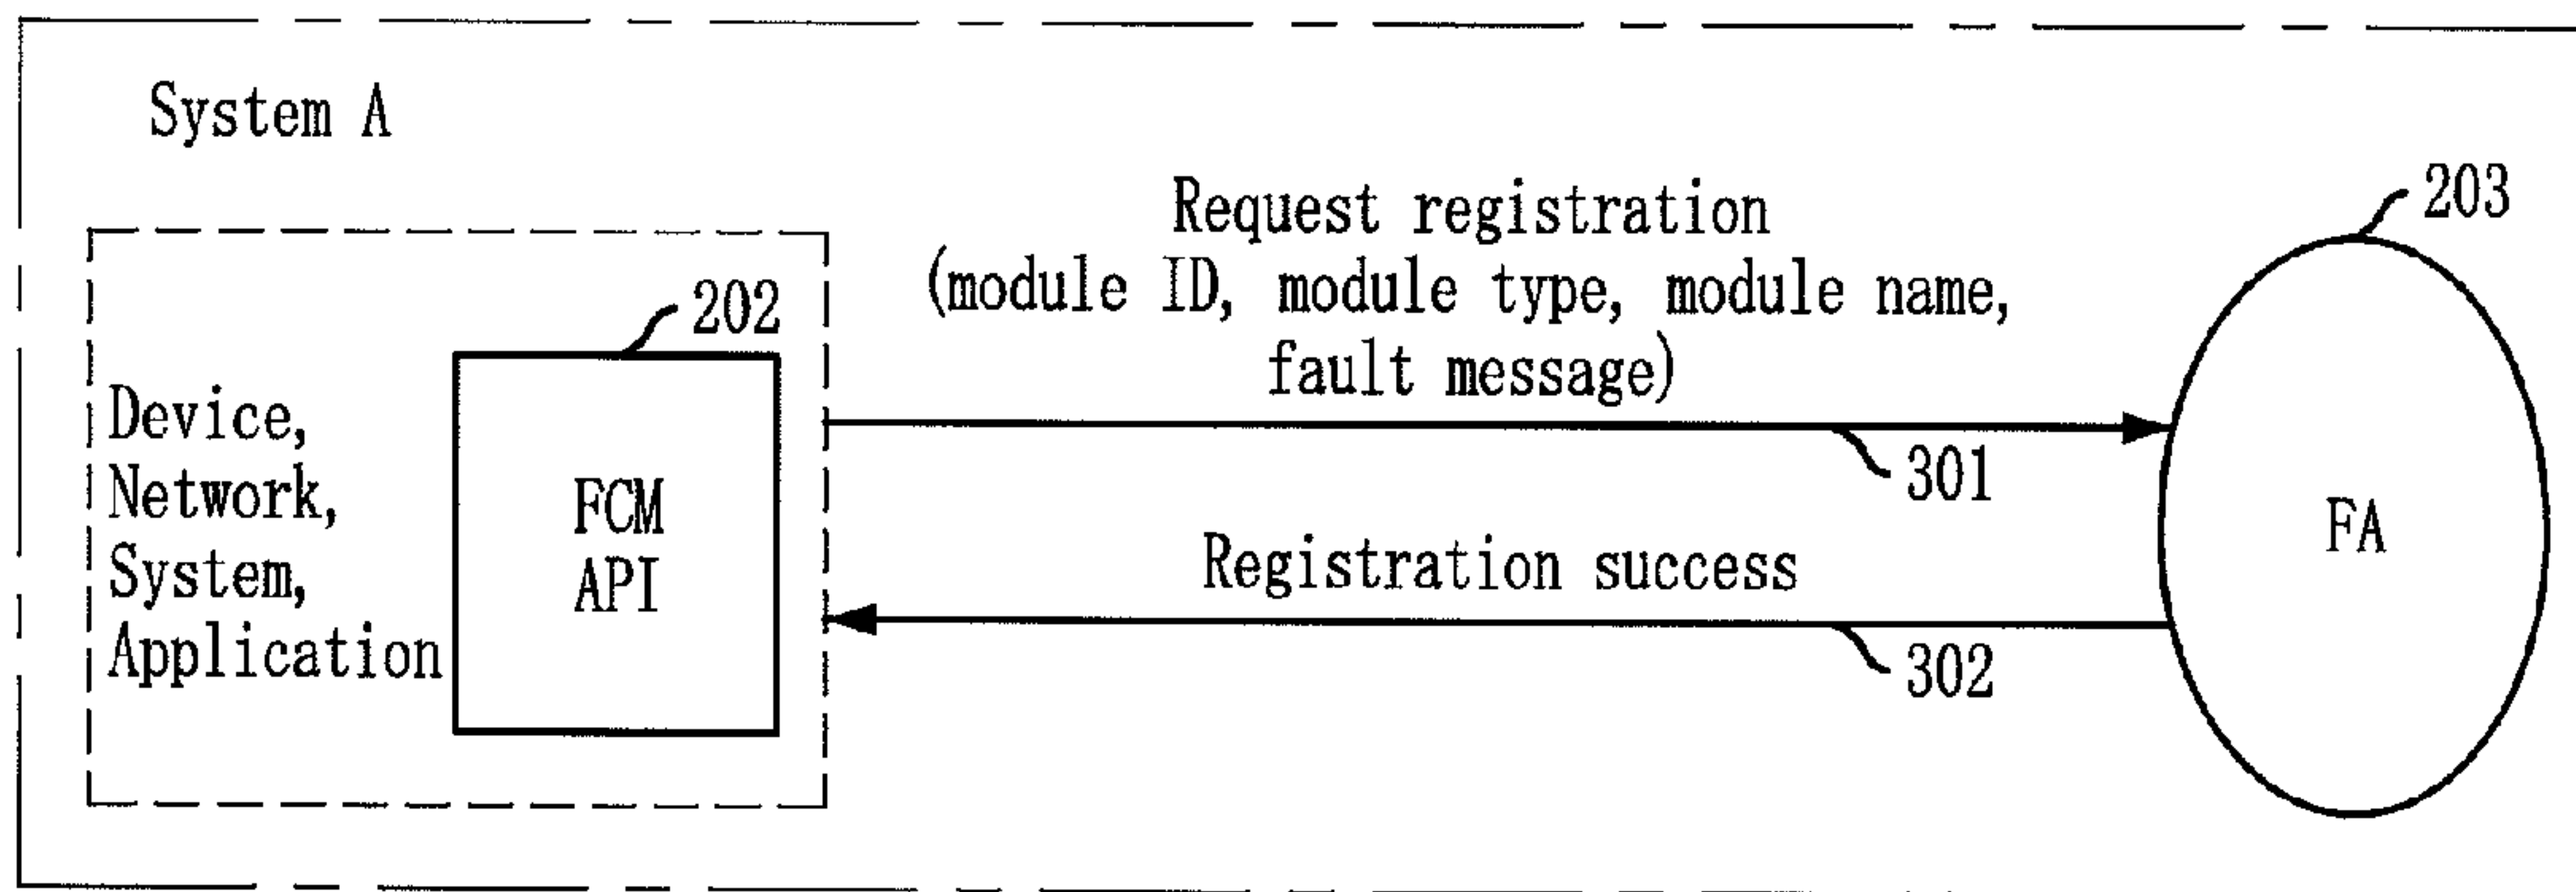 System A
Request registration
(module ID, module type, module name,
fault message)
203
202
Device,
Network,
System,
Application
FCM
API
301
FA
Registration success
302